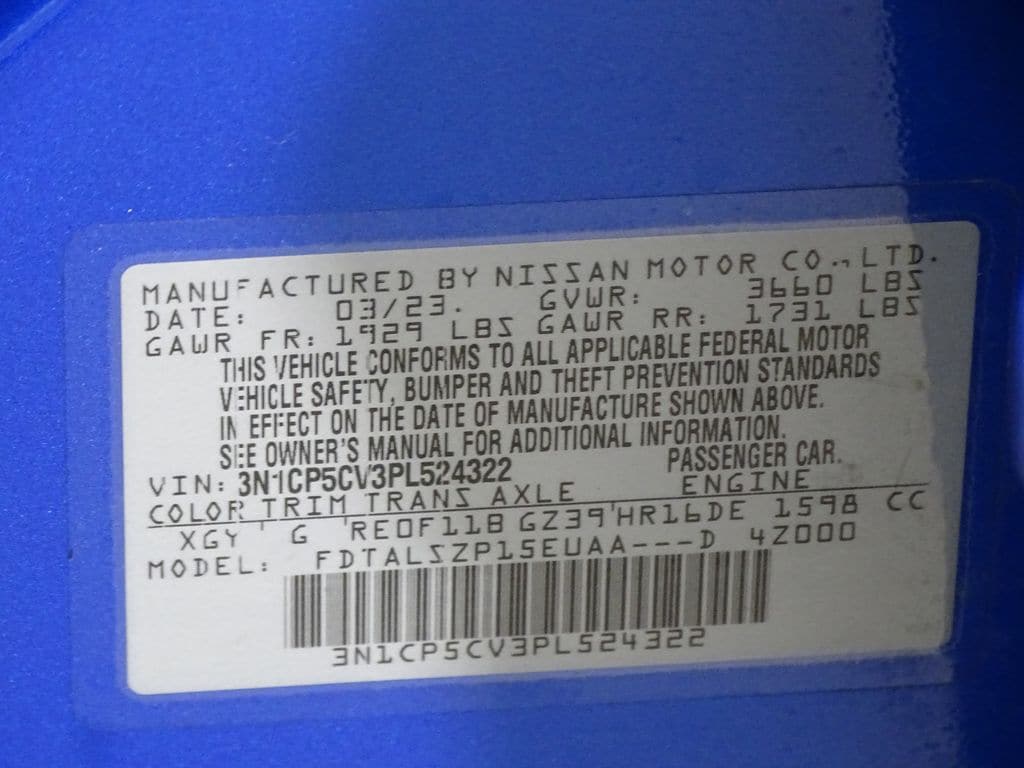 MANUFACTURED BY NISSAN MOTOR CO., LTD.
DATE: 03/23. GVWR: 3660 LBS
GAWR FR: 1929 LBS GAWR RR: 1731 LBS
THIS VEHICLE CONFORMS TO ALL APPLICABLE FEDERAL MOTOR
VEHICLE SAFETY, BUMPER AND THEFT PREVENTION STANDARDS
IN EFFECT ON THE DATE OF MANUFACTURE SHOWN ABOVE.
SEE OWNER'S MANUAL FOR ADDITIONAL INFORMATION.
VIN: 3N1CP5CV3PL524322 PASSENGER CAR.
COLOR TRIM TRANS AXLE ENGINE
XGY ' G 'RE0F11B GZ39'HR16DE 1598 CC
MODEL: FDTALSZP15EUAA---D 4Z000
3N1CP5CV3PL524322